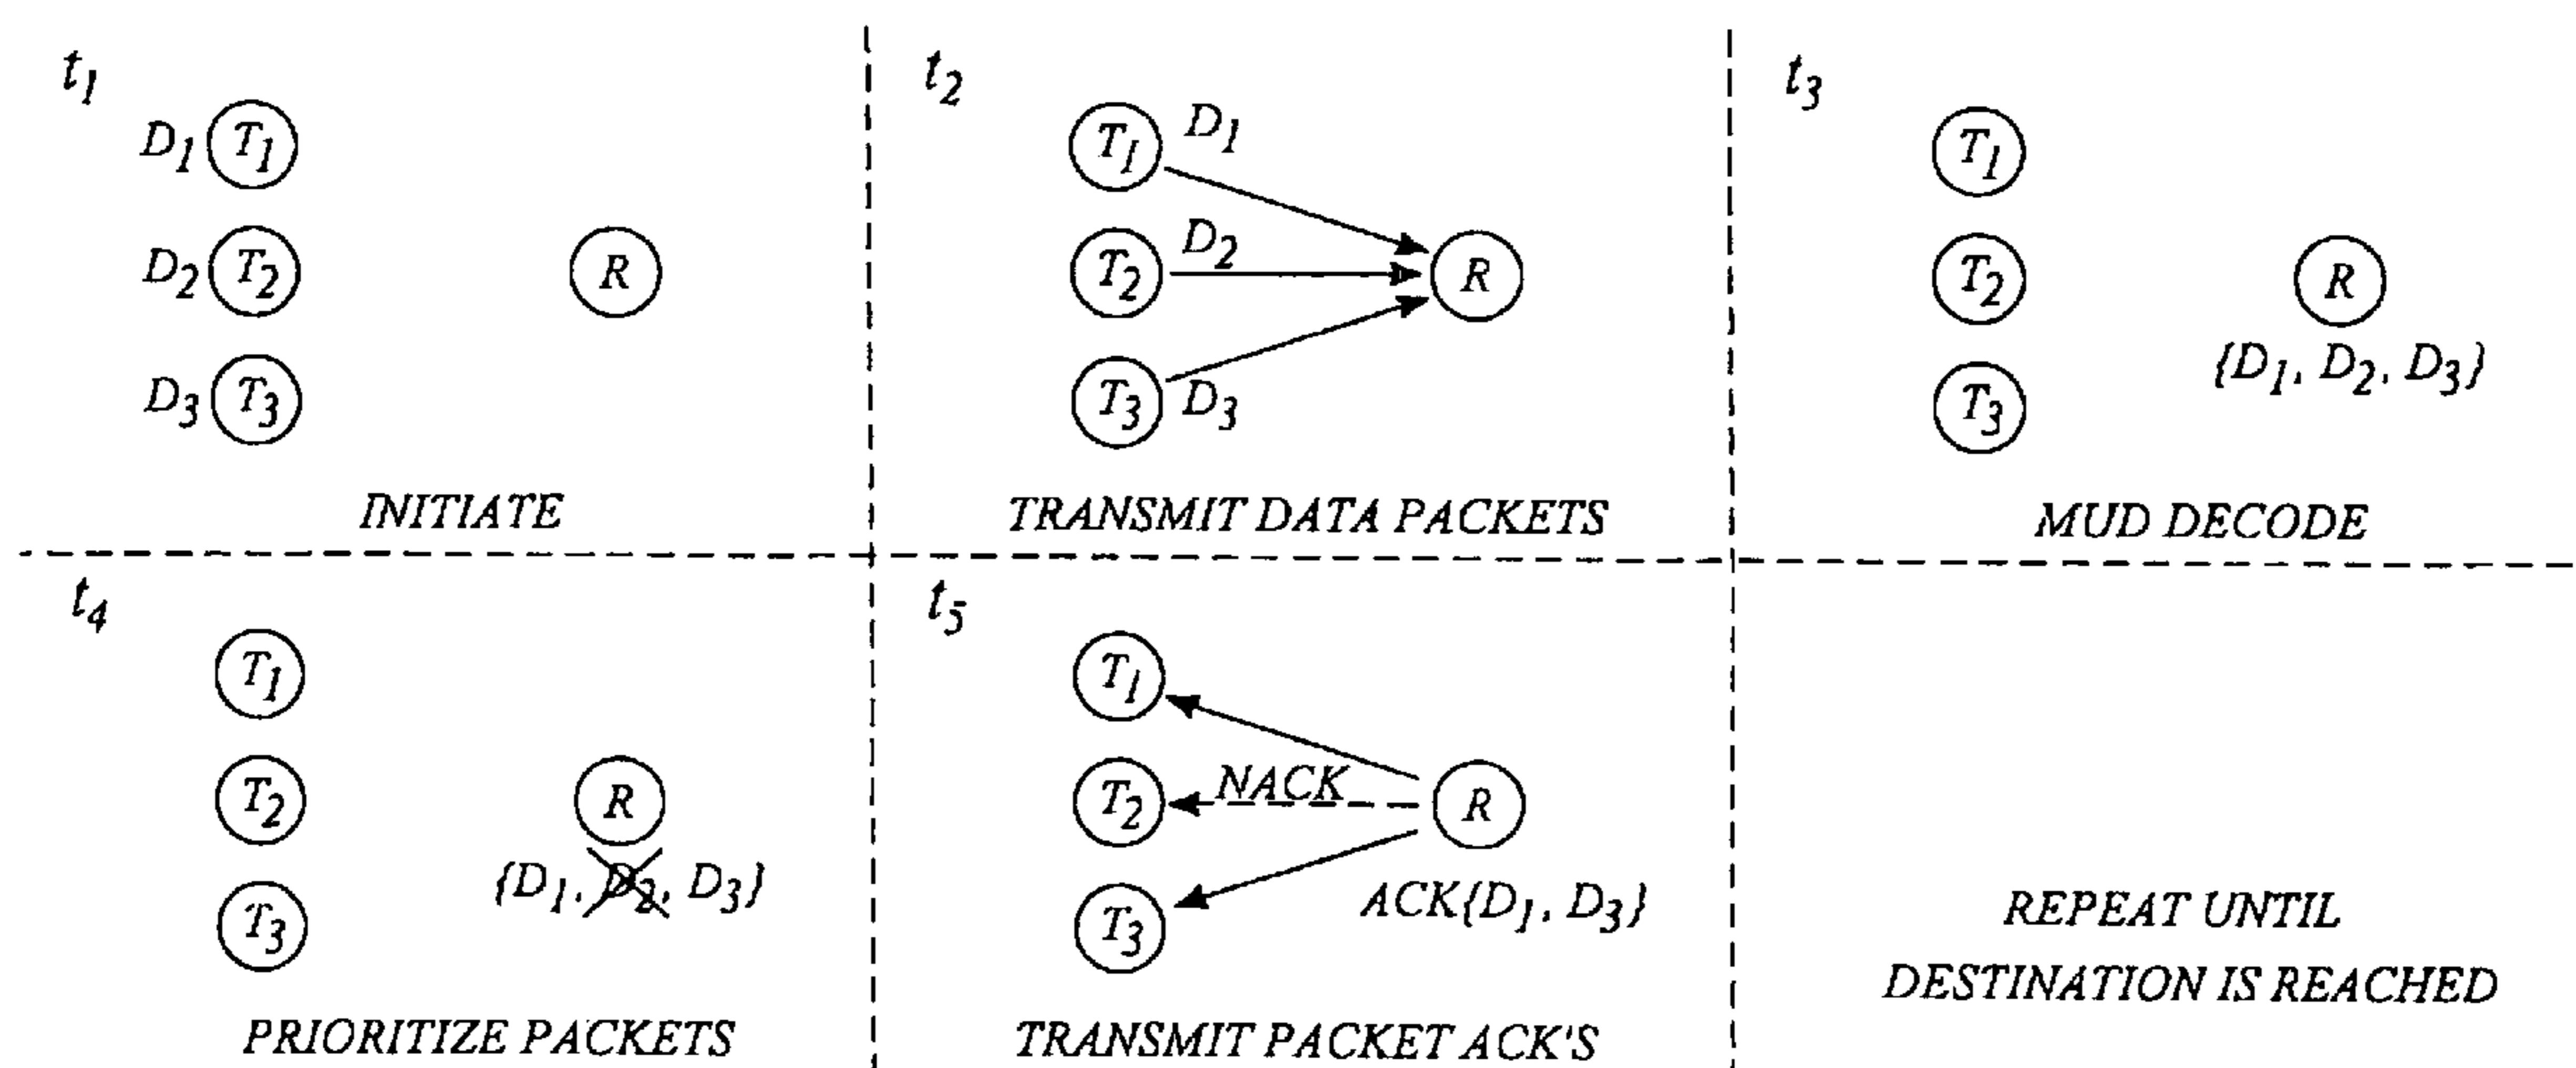 t1
D1 T1
D2 T2 R
D3 T3
INITIATE
t2
T1 D1
T2 D2 R
T3 D3
TRANSMIT DATA PACKETS
t3
T1
T2 R
{D1, D2, D3}
T3
MUD DECODE
t4
T1
T2 R
{D1, D2, D3}
T3
PRIORITIZE PACKETS
t5
T1
T2 NACK R
ACK{D1, D3}
T3
TRANSMIT PACKET ACK'S
REPEAT UNTIL
DESTINATION IS REACHED